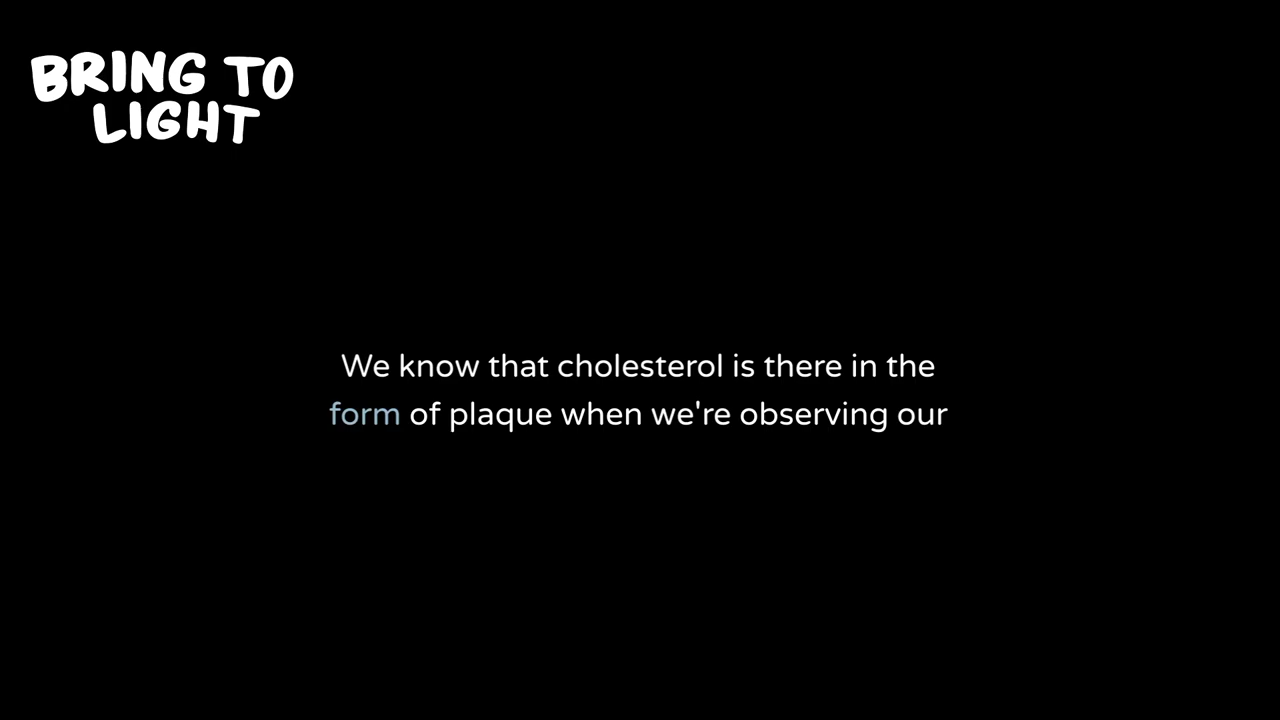 BRING TO
LIGHT
We know that cholesterol is there in the
form of plaque when we're observing our